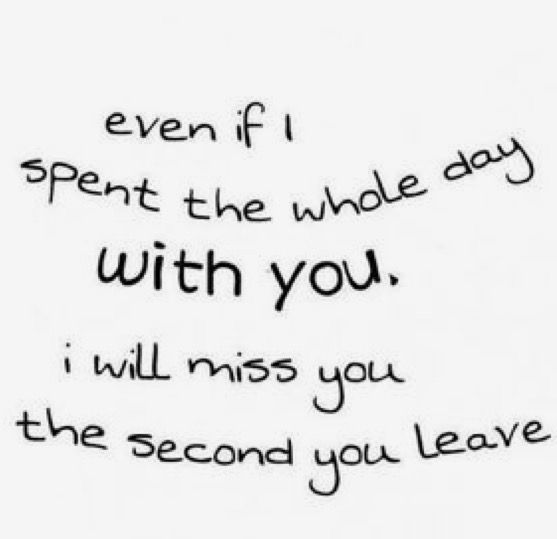 even if I
spent the whole day
with you.
i will miss you
the second you leave